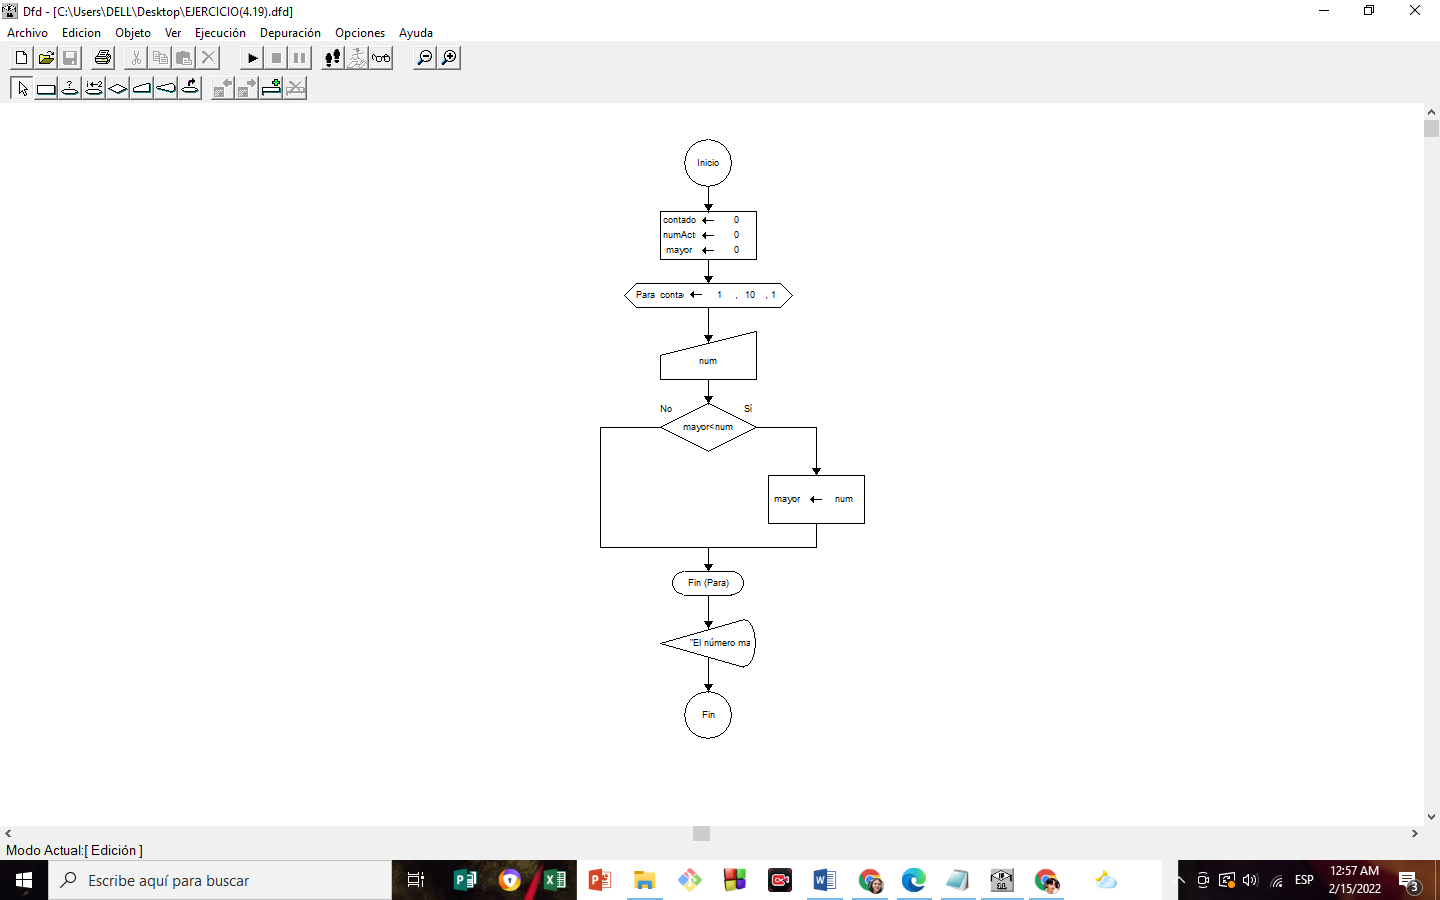 Dfd - [C:\Users\DELL\Desktop\EJERCICIO(4.19).dfd]
Archivo Edicion Objeto Ver Ejecución Depuración Opciones Ayuda
Inicio
contado ← 0
numAct ← 0
mayor ← 0
Para conta ← 1 , 10 , 1
num
No Sí
mayor<num
mayor ← num
Fin (Para)
"El número ma
Fin
Modo Actual:[ Edición ]
Escribe aquí para buscar
ESP
12:57 AM
2/15/2022
3